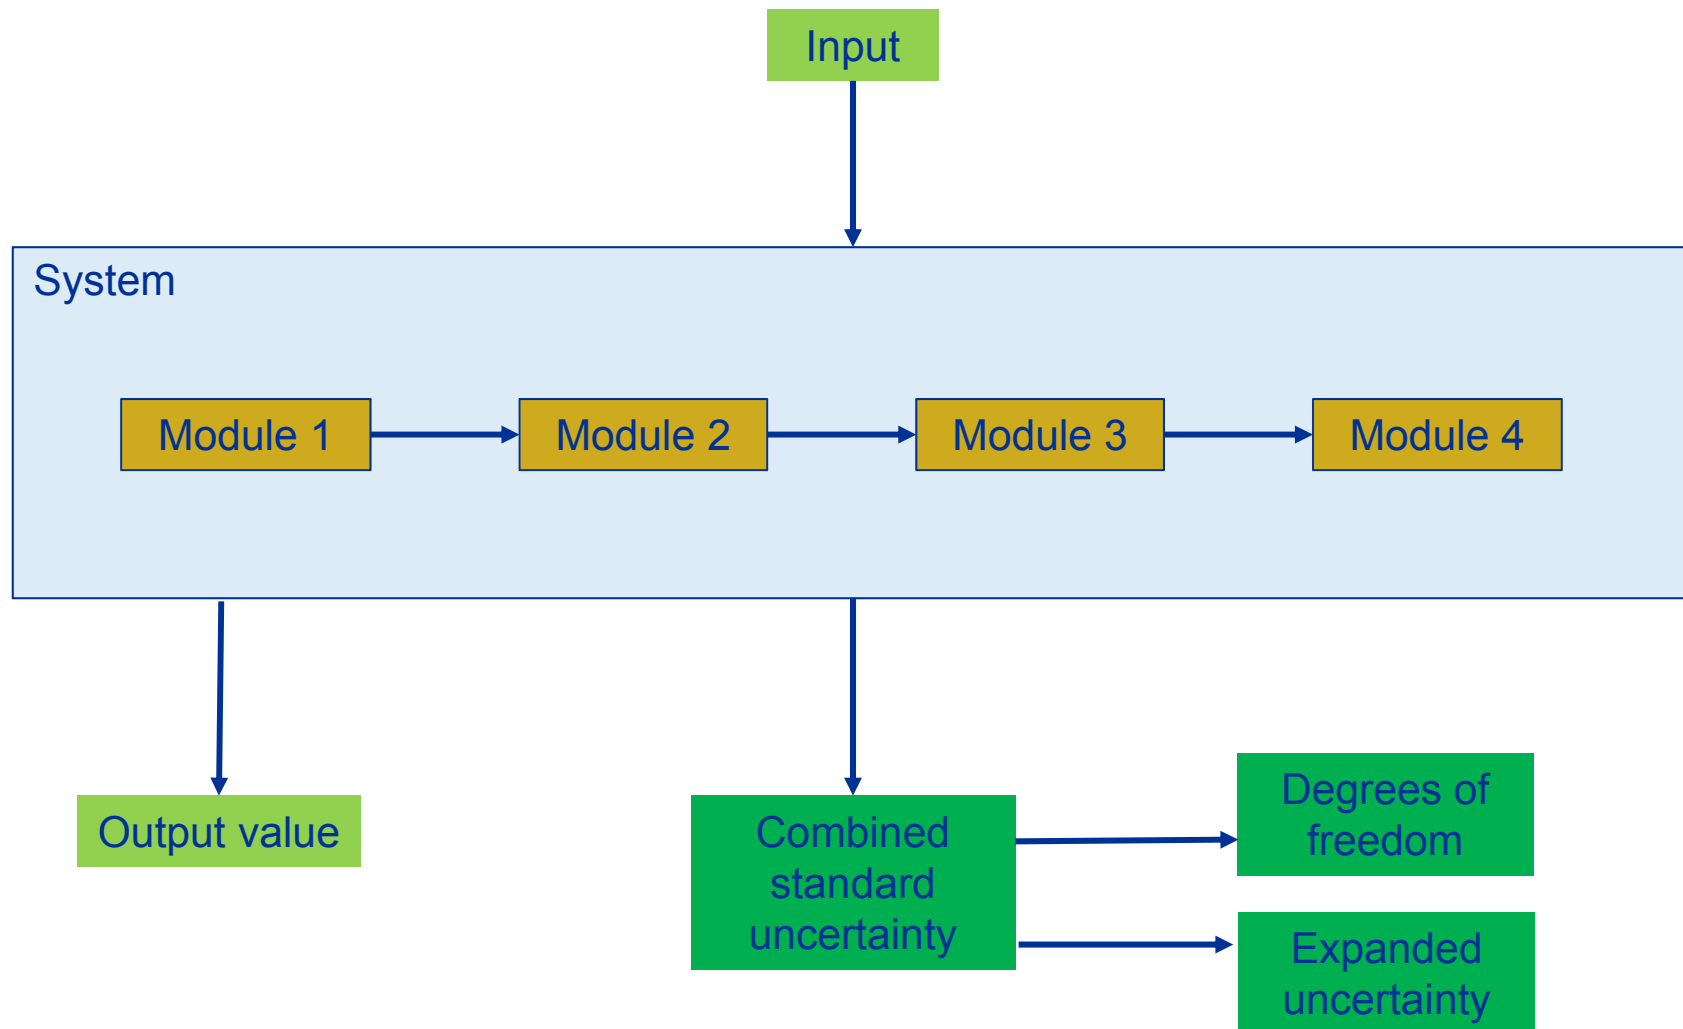 Input
System
Module 1
Module 2
Module 3
Module 4
Output value
Combined
standard
uncertainty
Degrees of
freedom
Expanded
uncertainty